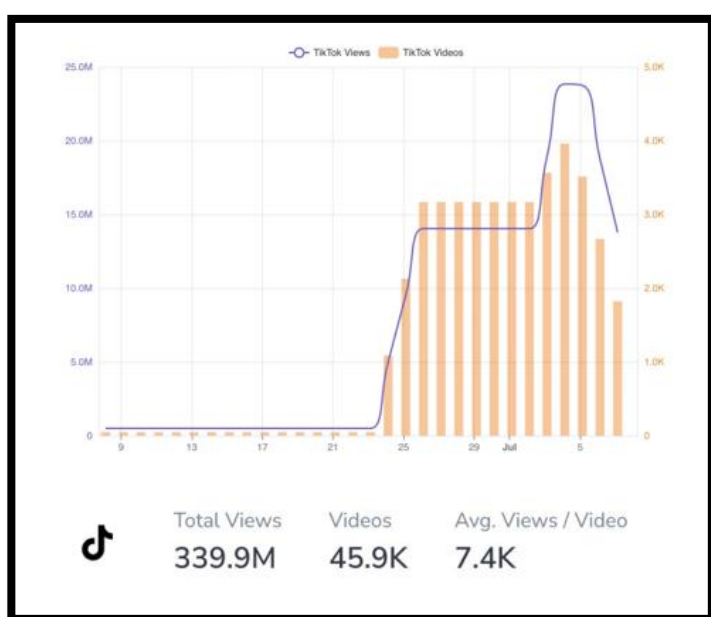 TikTok Views TikTok Videos
25.0M 5.0K
20.0M 4.0K
15.0M 3.0K
10.0M 2.0K
5.0M 1.0K
0 0
9 13 17 21 25 29 Jul 5
Total Views Videos Avg. Views / Video
339.9M 45.9K 7.4K